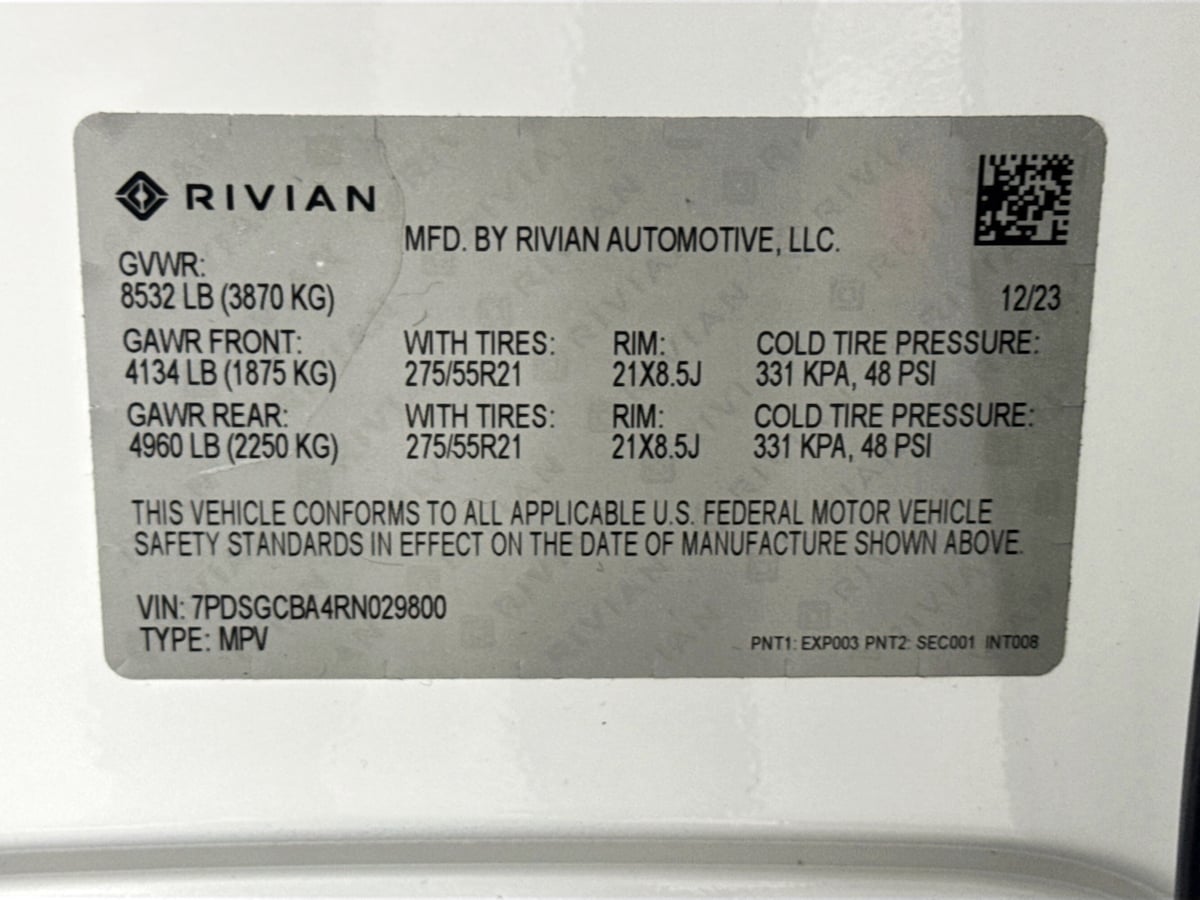 RIVIAN
MFD. BY RIVIAN AUTOMOTIVE, LLC.
GVWR:
8532 LB (3870 KG)
12/23
GAWR FRONT: WITH TIRES: RIM: COLD TIRE PRESSURE:
4134 LB (1875 KG) 275/55R21 21X8.5J 331 KPA, 48 PSI
GAWR REAR: WITH TIRES: RIM: COLD TIRE PRESSURE:
4960 LB (2250 KG) 275/55R21 21X8.5J 331 KPA, 48 PSI
THIS VEHICLE CONFORMS TO ALL APPLICABLE U.S. FEDERAL MOTOR VEHICLE
SAFETY STANDARDS IN EFFECT ON THE DATE OF MANUFACTURE SHOWN ABOVE.
VIN: 7PDSGCBA4RN029800
TYPE: MPV
PNT1: EXP003 PNT2: SEC001 INT008